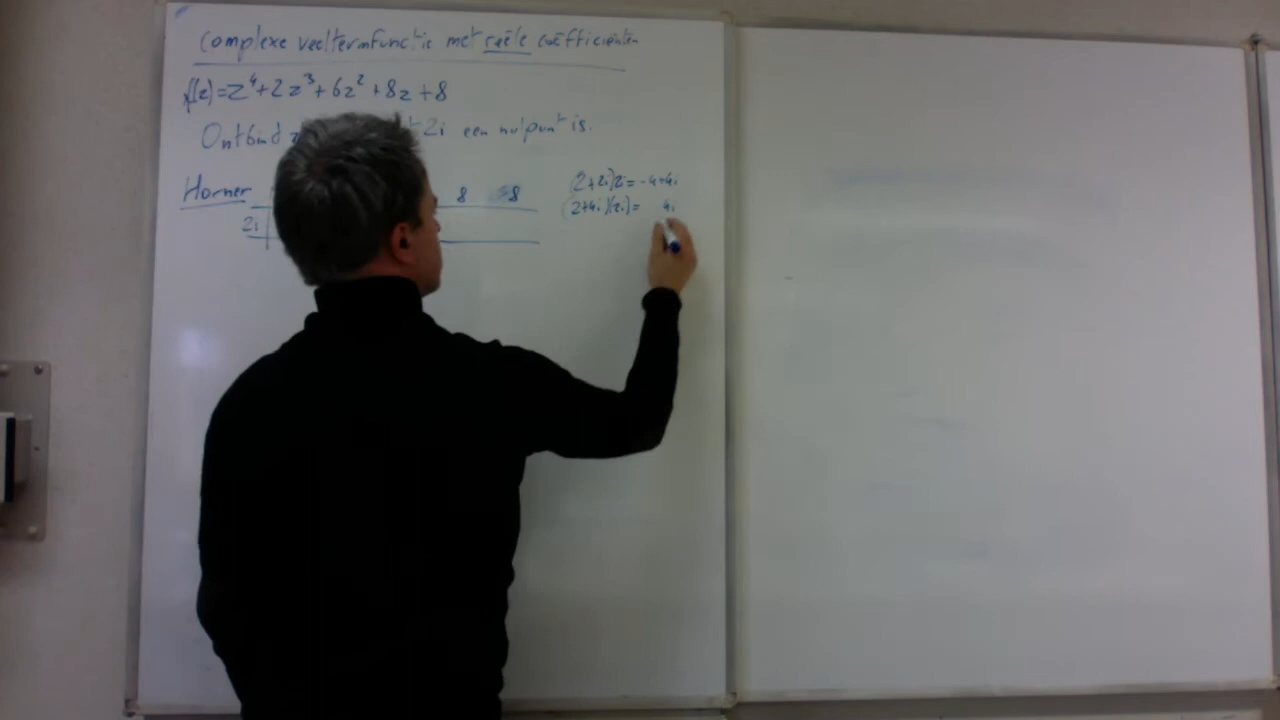 Complexe veeltermfunctie met reële coëfficiënten
f(z)=z⁴+2z³+6z²+8z+8
Ontbind 2i een nulpunt is.
Horner 8 8
2i
(2+2i)2i=-4+4i
(2+4i)(2i)= 4i